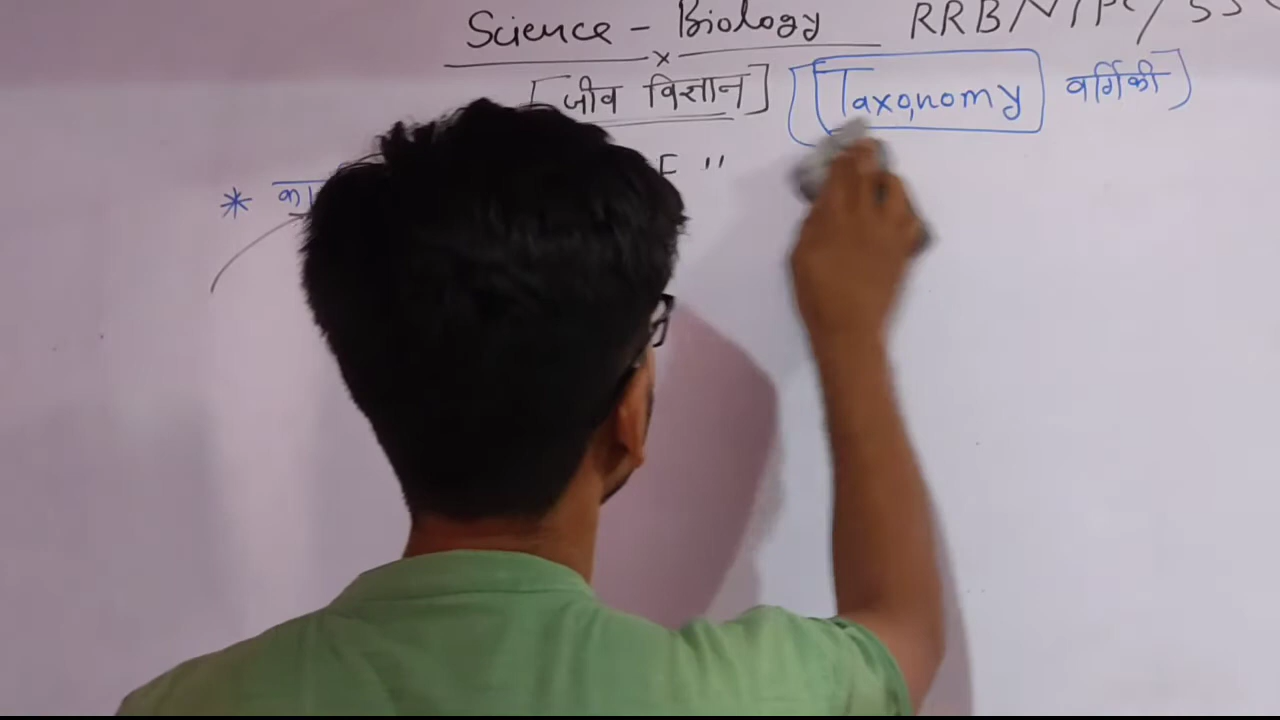 Science - Biology RRB/NTPC/SS
[जीव विज्ञान] [Taxonomy वर्गिकी]
F "
* का